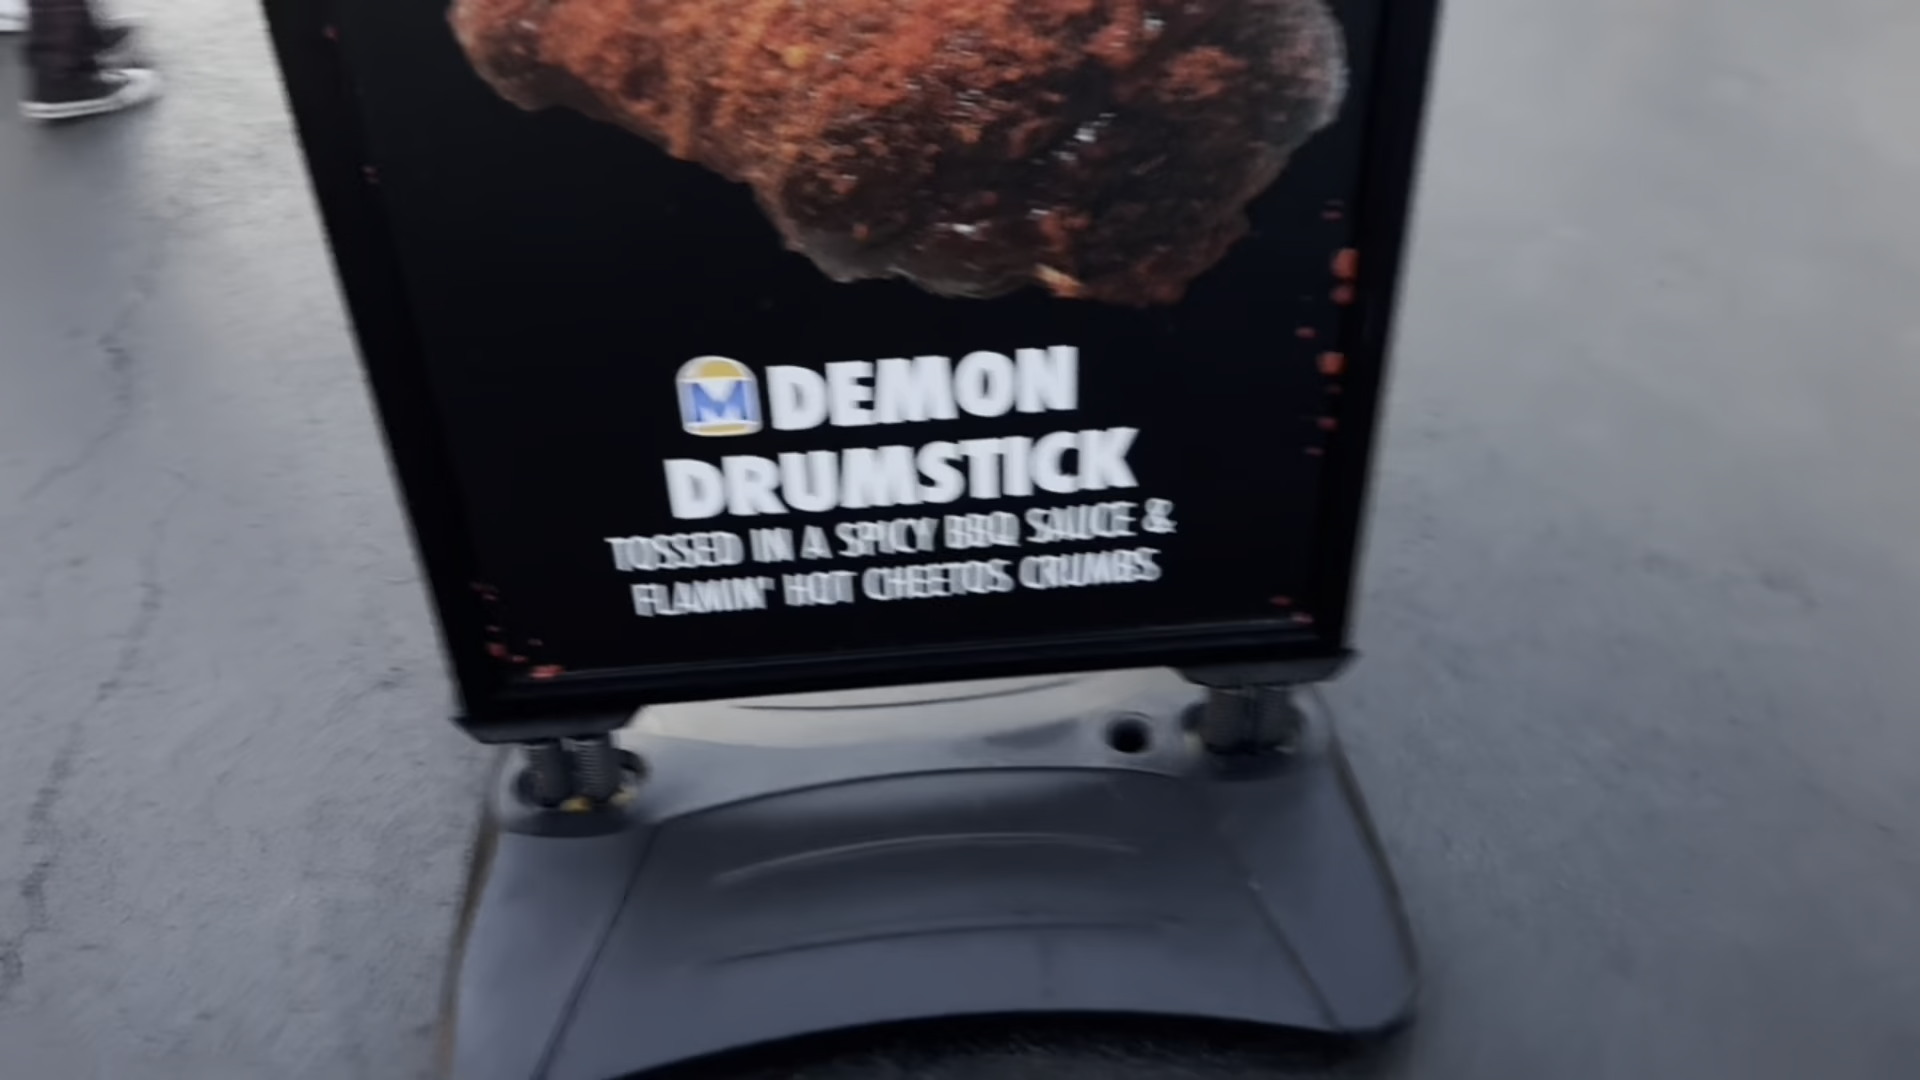 M DEMON
DRUMSTICK
TOSSED IN A SPICY BBQ SAUCE &
FLAMIN' HOT CHEETOS CRUMBS